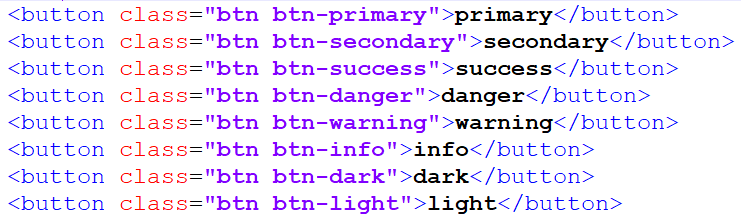 <button class="btn btn-primary">primary</button>
<button class="btn btn-secondary">secondary</button>
<button class="btn btn-success">success</button>
<button class="btn btn-danger">danger</button>
<button class="btn btn-warning">warning</button>
<button class="btn btn-info">info</button>
<button class="btn btn-dark">dark</button>
<button class="btn btn-light">light</button>